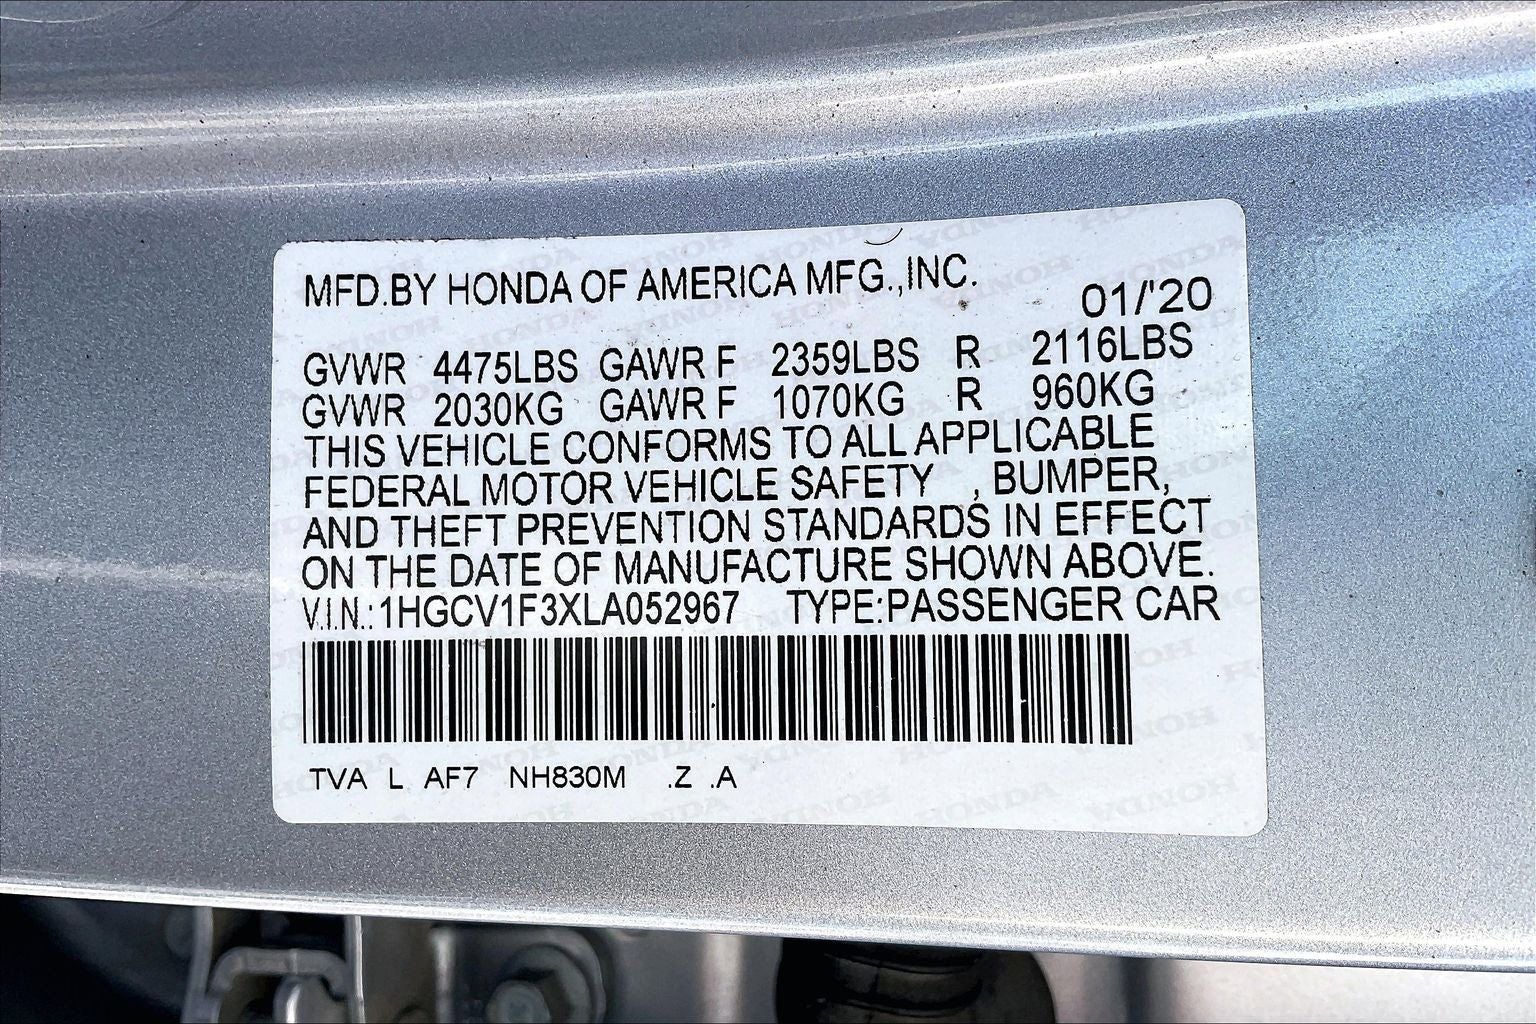 MFD.BY HONDA OF AMERICA MFG.,INC.
01/'20
GVWR 4475LBS GAWR F 2359LBS R 2116LBS
GVWR 2030KG GAWR F 1070KG R 960KG
THIS VEHICLE CONFORMS TO ALL APPLICABLE
FEDERAL MOTOR VEHICLE SAFETY , BUMPER,
AND THEFT PREVENTION STANDARDS IN EFFECT
ON THE DATE OF MANUFACTURE SHOWN ABOVE.
V.I.N.:1HGCV1F3XLA052967 TYPE:PASSENGER CAR
TVA L AF7 NH830M .Z .A